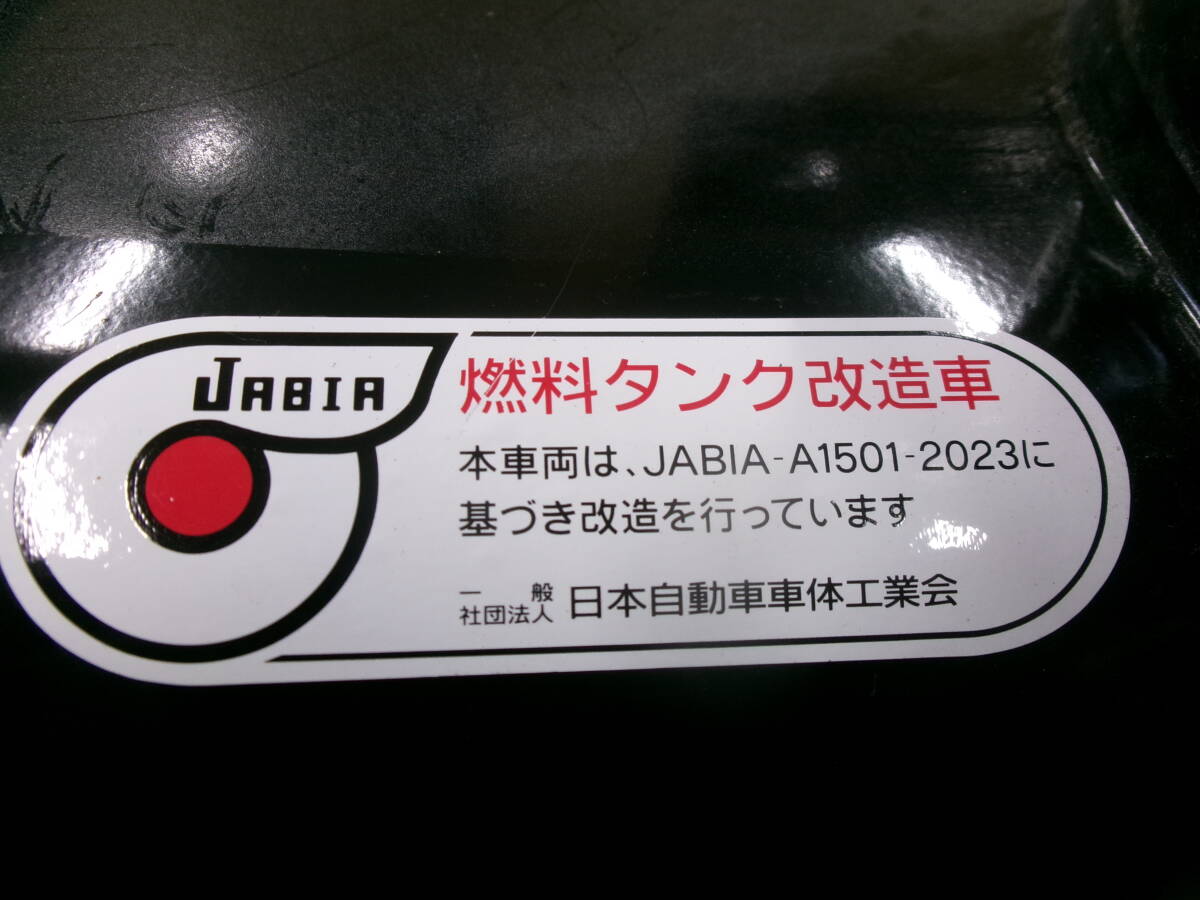 JABIA
燃料タンク改造車
本車両は、JABIA-A1501-2023に
基づき改造を行っています
一般
社団法人 日本自動車車体工業会